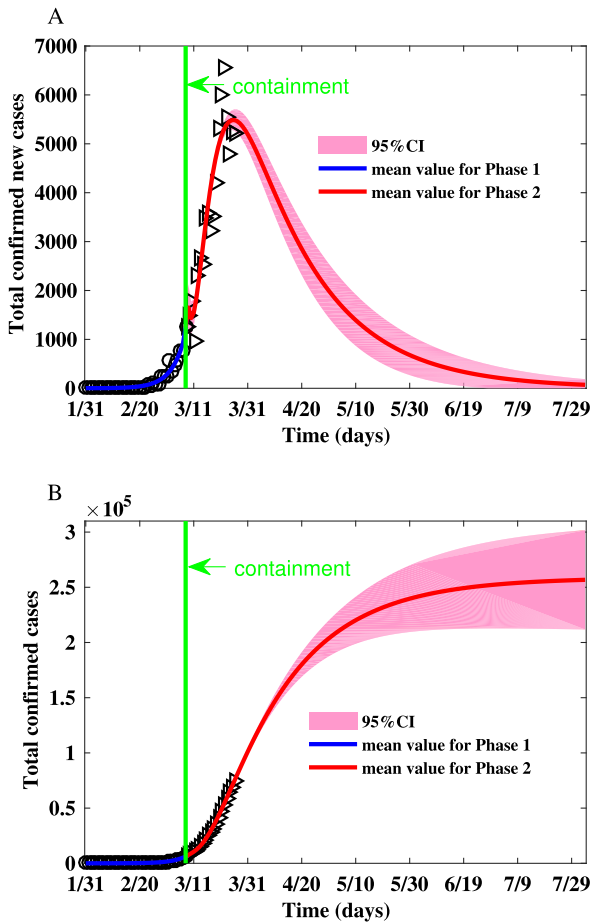 A
7000
6000
5000
4000
3000
2000
1000
0
Total confirmed new cases
containment
95%CI
mean value for Phase 1
mean value for Phase 2
1/31 2/20 3/11 3/31 4/20 5/10 5/30 6/19 7/9 7/29
Time (days)
B
×10^5
3
2.5
2
1.5
1
0.5
0
Total confirmed cases
containment
95%CI
mean value for Phase 1
mean value for Phase 2
1/31 2/20 3/11 3/31 4/20 5/10 5/30 6/19 7/9 7/29
Time (days)